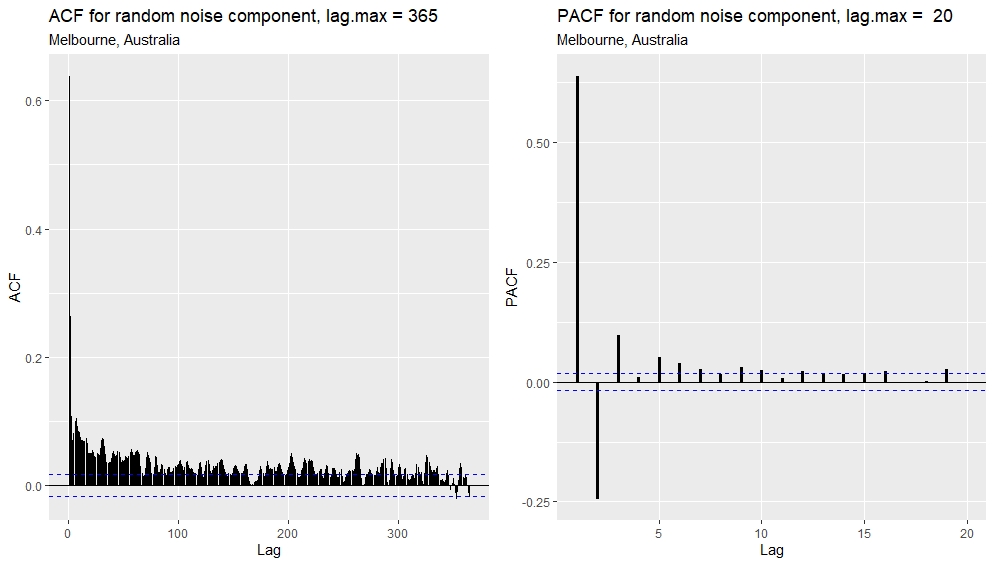 ACF for random noise component, lag.max = 365
Melbourne, Australia
0.6
0.4
0.2
0.0
ACF
0
100
200
300
Lag
PACF for random noise component, lag.max =  20
Melbourne, Australia
0.50
0.25
0.00
-0.25
PACF
5
10
15
20
Lag